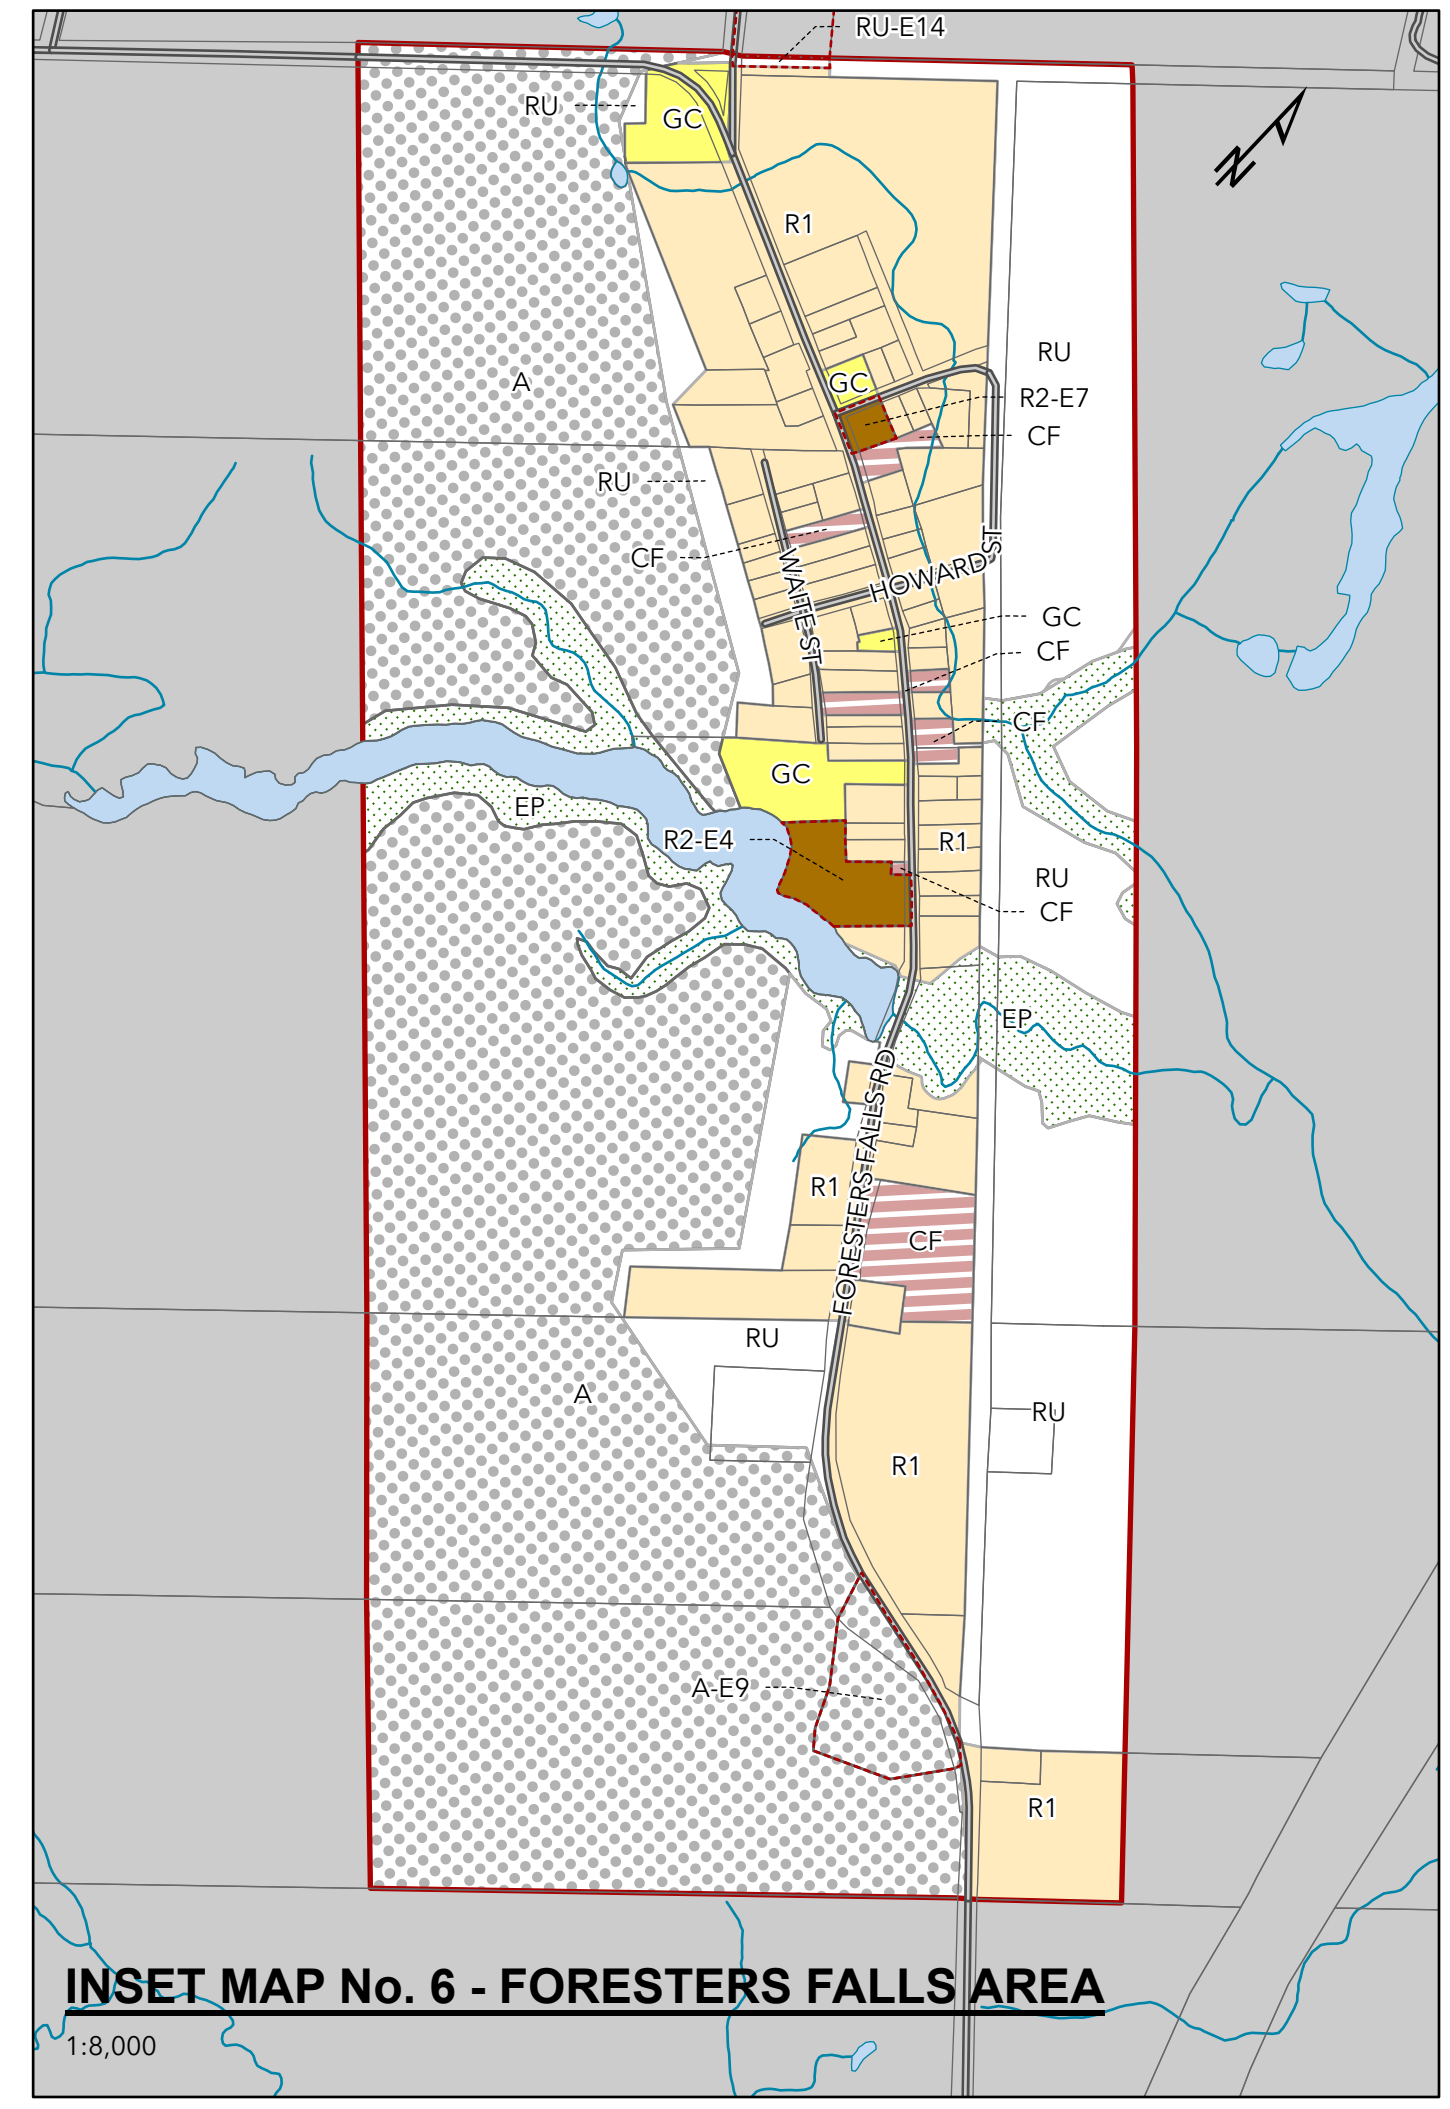 RU-E14
RU
GC
N
R1
A
RU
GC
R2-E7
CF
RU
CF
WAITE ST
HOWARD ST
GC
CF
CF
GC
EP
R2-E4
R1
RU
CF
EP
FORESTERS FALLS RD
R1
CF
RU
A
RU
R1
A-E9
R1
INSET MAP No. 6 - FORESTERS FALLS AREA
1:8,000